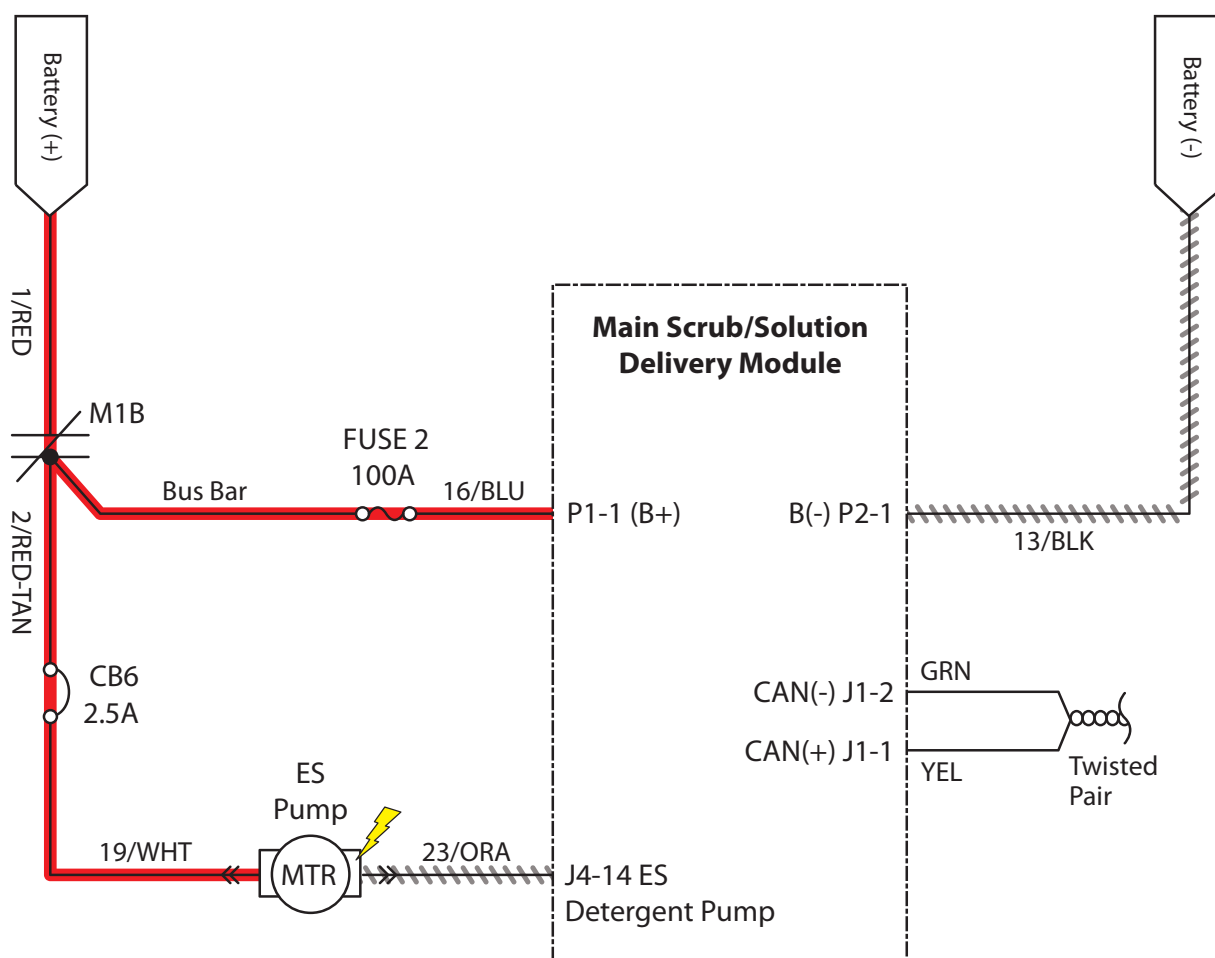 Battery (+)
Battery (-)
1/RED
Main Scrub/Solution
Delivery Module
M1B
FUSE 2
100A
Bus Bar
16/BLU
P1-1 (B+)
B(-) P2-1
13/BLK
2/RED-TAN
CB6
2.5A
CAN(-) J1-2
GRN
CAN(+) J1-1
YEL
Twisted
Pair
ES
Pump
19/WHT
MTR
23/ORA
J4-14 ES
Detergent Pump